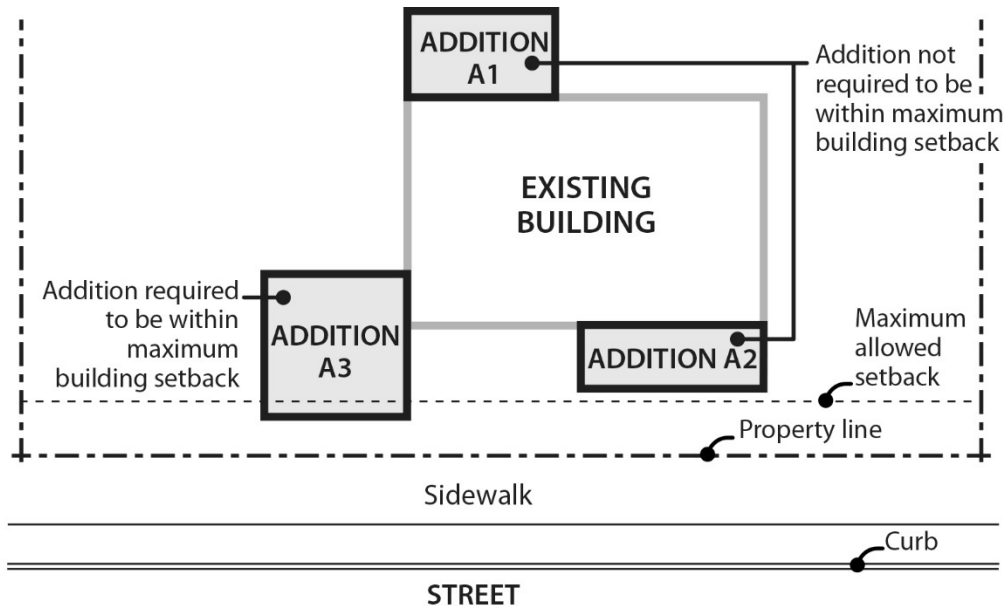 ADDITION
A1
Addition not
required to be
within maximum
building setback
EXISTING
BUILDING
Addition required
to be within
maximum
building setback
ADDITION
A3
ADDITION A2
Maximum
allowed
setback
Property line
Sidewalk
Curb
STREET